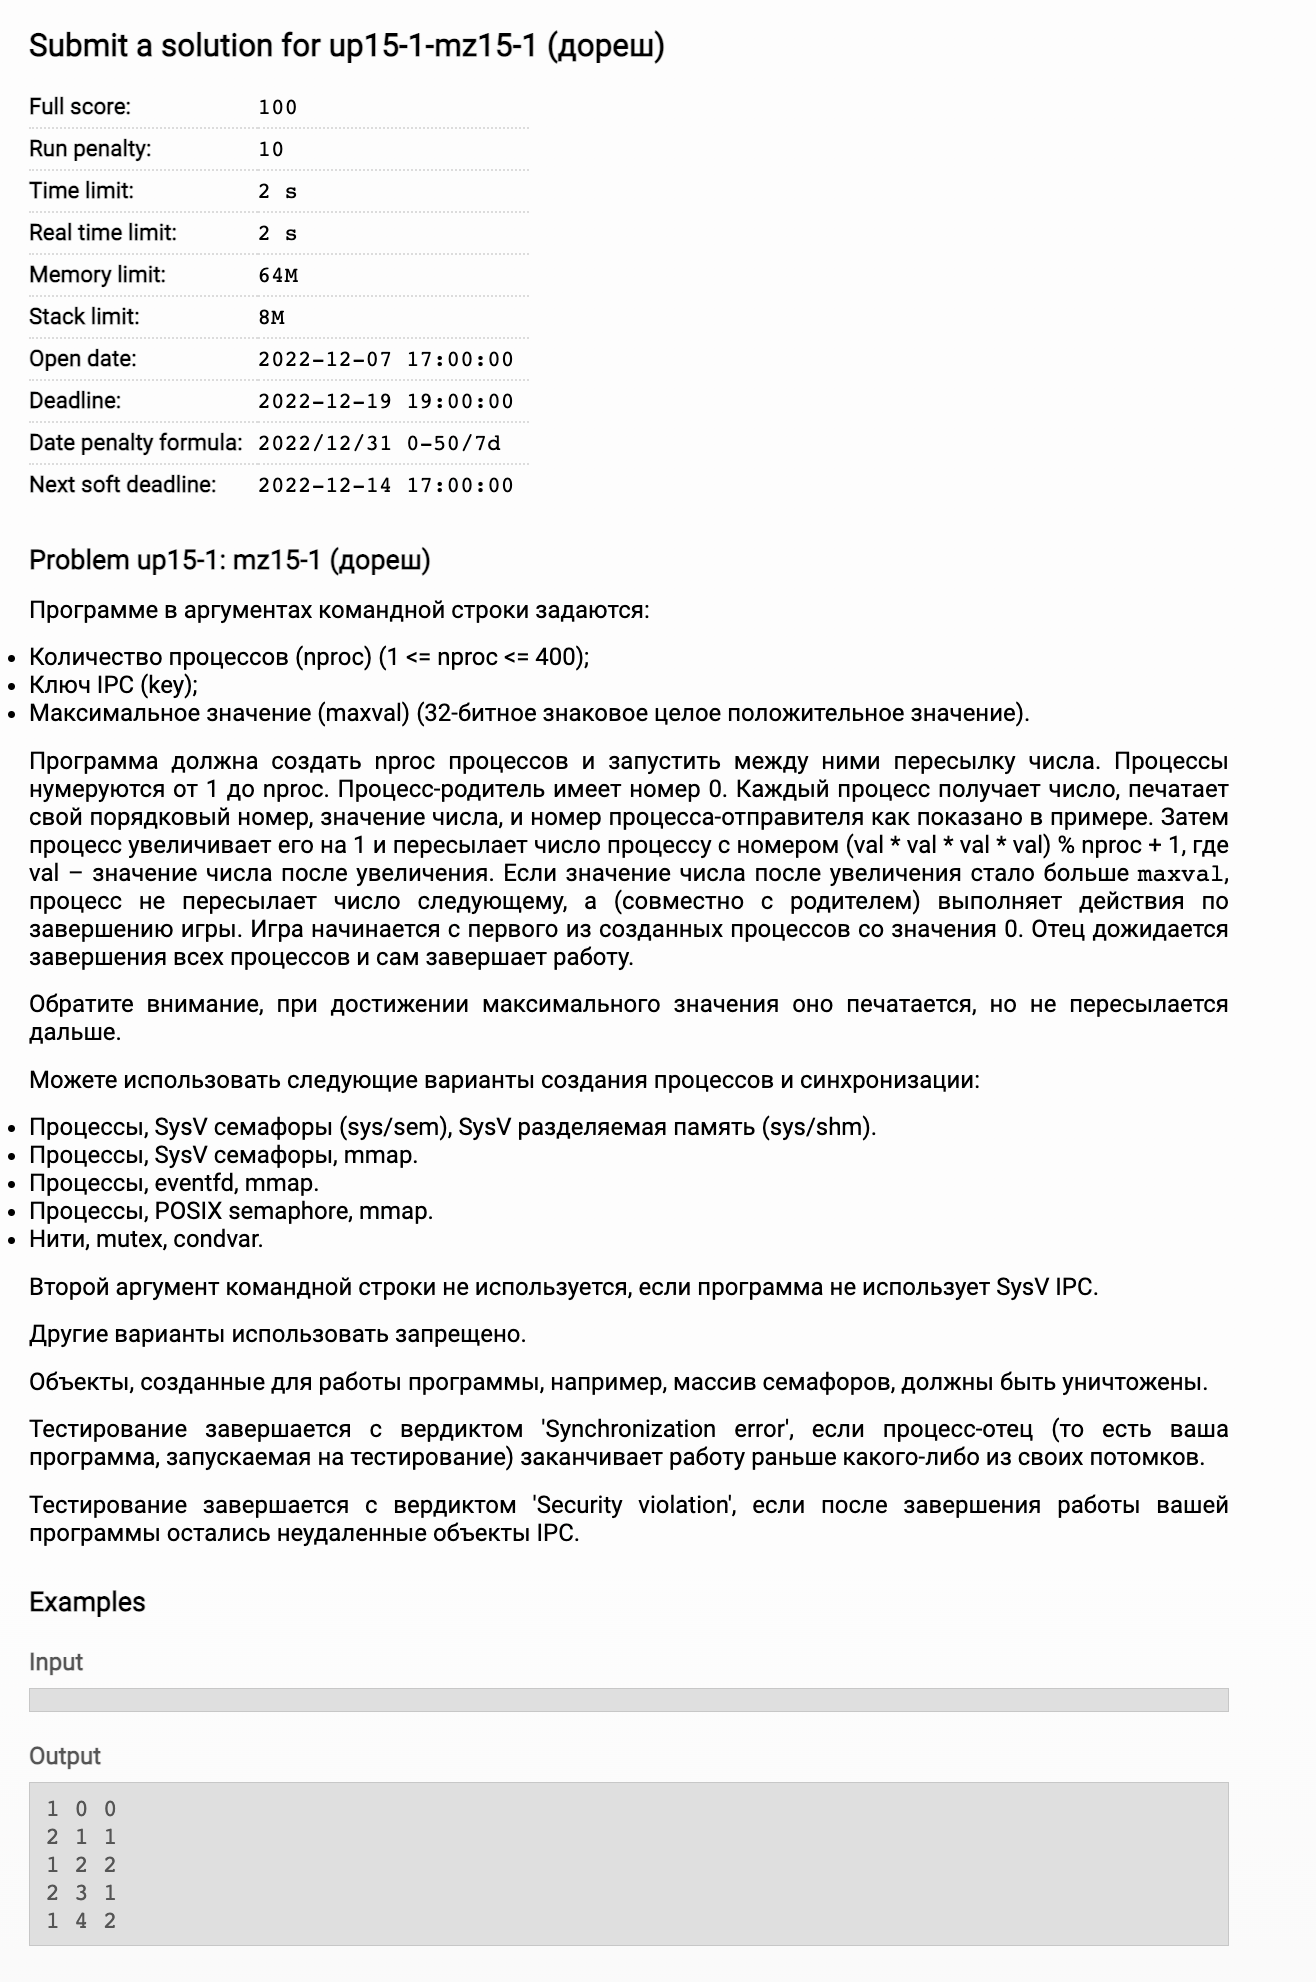 Submit a solution for up15-1-mz15-1 (дореш)
Full score: 100
Run penalty: 10
Time limit: 2 s
Real time limit: 2 s
Memory limit: 64M
Stack limit: 8M
Open date: 2022-12-07 17:00:00
Deadline: 2022-12-19 19:00:00
Date penalty formula: 2022/12/31 0-50/7d
Next soft deadline: 2022-12-14 17:00:00
Problem up15-1: mz15-1 (дореш)
Программе в аргументах командной строки задаются:
• Количество процессов (nproc) (1 <= nproc <= 400);
• Ключ IPC (key);
• Максимальное значение (maxval) (32-битное знаковое целое положительное значение).
Программа должна создать nproc процессов и запустить между ними пересылку числа. Процессы
нумеруются от 1 до nproc. Процесс-родитель имеет номер 0. Каждый процесс получает число, печатает
свой порядковый номер, значение числа, и номер процесса-отправителя как показано в примере. Затем
процесс увеличивает его на 1 и пересылает число процессу с номером (val * val * val * val) % nproc + 1, где
val – значение числа после увеличения. Если значение числа после увеличения стало больше maxval,
процесс не пересылает число следующему, а (совместно с родителем) выполняет действия по
завершению игры. Игра начинается с первого из созданных процессов со значения 0. Отец дожидается
завершения всех процессов и сам завершает работу.
Обратите внимание, при достижении максимального значения оно печатается, но не пересылается
дальше.
Можете использовать следующие варианты создания процессов и синхронизации:
• Процессы, SysV семафоры (sys/sem), SysV разделяемая память (sys/shm).
• Процессы, SysV семафоры, mmap.
• Процессы, eventfd, mmap.
• Процессы, POSIX semaphore, mmap.
• Нити, mutex, condvar.
Второй аргумент командной строки не используется, если программа не использует SysV IPC.
Другие варианты использовать запрещено.
Объекты, созданные для работы программы, например, массив семафоров, должны быть уничтожены.
Тестирование завершается с вердиктом 'Synchronization error', если процесс-отец (то есть ваша
программа, запускаемая на тестирование) заканчивает работу раньше какого-либо из своих потомков.
Тестирование завершается с вердиктом 'Security violation', если после завершения работы вашей
программы остались неудаленные объекты IPC.
Examples
Input
Output
1 0 0
2 1 1
1 2 2
2 3 1
1 4 2